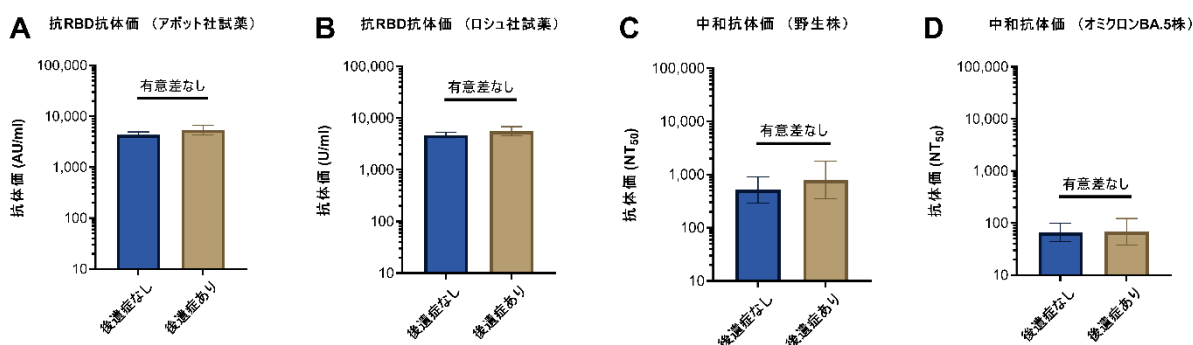 A 抗RBD抗体価 (アボット社試薬)
抗体価 (AU/ml)
100,000
10,000
1,000
100
10
有意差なし
後遺症なし
後遺症あり
B 抗RBD抗体価 (ロシュ社試薬)
抗体価 (U/ml)
100,000
10,000
1,000
100
10
有意差なし
後遺症なし
後遺症あり
C 中和抗体価 (野生株)
抗体価 (NT50)
100,000
10,000
1,000
100
10
有意差なし
後遺症なし
後遺症あり
D 中和抗体価 (オミクロンBA.5株)
抗体価 (NT50)
100,000
10,000
1,000
100
10
有意差なし
後遺症なし
後遺症あり